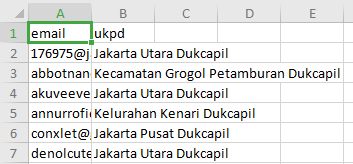 A B C D E
1 email ukpd
2 176975@j Jakarta Utara Dukcapil
3 abbotnan Kecamatan Grogol Petamburan Dukcapil
4 akuveeve Jakarta Utara Dukcapil
5 annurrofi Kelurahan Kenari Dukcapil
6 conxlet@ Jakarta Pusat Dukcapil
7 denolcute Jakarta Utara Dukcapil